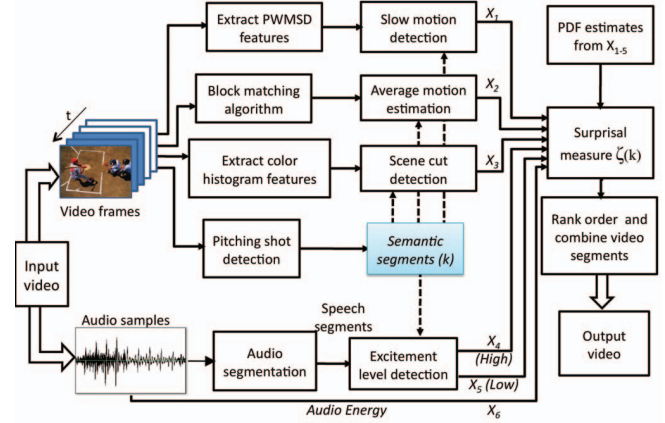 Extract PWMSD
features
Slow motion
detection
X1
PDF estimates
from X1-5
t
Block matching
algorithm
Average motion
estimation
X2
Extract color
histogram features
Scene cut
detection
X3
Surprisal
measure ζ(k)
Video frames
Pitching shot
detection
Semantic
segments (k)
Rank order and
combine video
segments
Input
video
Speech
segments
Audio samples
Audio
segmentation
Excitement
level detection
X4
(High)
X5 (Low)
Output
video
Audio Energy
X6